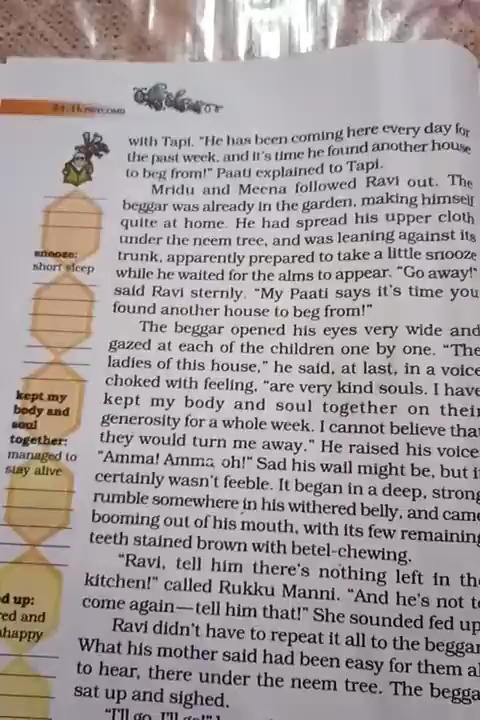 Honeycomb
with Tapi. "He has been coming here every day for
the past week, and it's time he found another house
to beg from!" Paati explained to Tapi.
Mridu and Meena followed Ravi out. The
beggar was already in the garden, making himself
quite at home. He had spread his upper cloth
under the neem tree, and was leaning against its
trunk, apparently prepared to take a little snooze
while he waited for the alms to appear. "Go away!"
said Ravi sternly. "My Paati says it's time you
found another house to beg from!"
The beggar opened his eyes very wide and
gazed at each of the children one by one. "The
ladies of this house," he said, at last, in a voice
choked with feeling, "are very kind souls. I have
kept my body and soul together on their
generosity for a whole week. I cannot believe tha
they would turn me away." He raised his voice
"Amma! Amma oh!" Sad his wail might be, but i
certainly wasn't feeble. It began in a deep, strong
rumble somewhere in his withered belly, and came
booming out of his mouth, with its few remaining
teeth stained brown with betel-chewing.
"Ravi, tell him there's nothing left in the
kitchen!" called Rukku Manni. "And he's not t
come again—tell him that!" She sounded fed up
Ravi didn't have to repeat it all to the beggar
What his mother said had been easy for them a
to hear, there under the neem tree. The begga
sat up and sighed.
"I'll go, I'll go!"
snooze:
short sleep
kept my
body and
soul
together:
managed to
stay alive
d up:
red and
nhappy